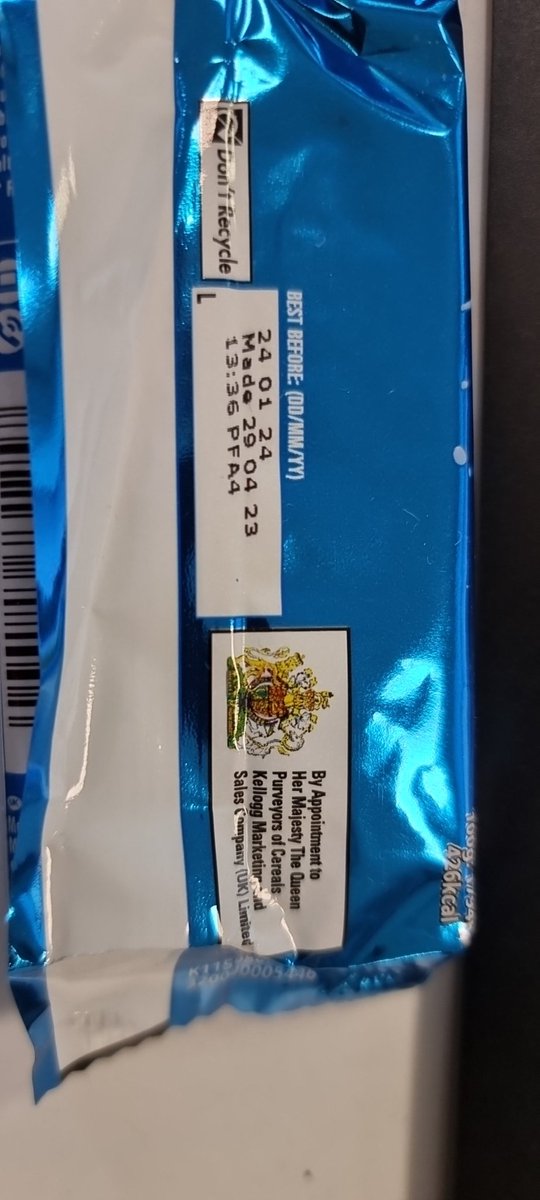 Don't Recycle
L
BEST BEFORE: (DD/MM/YY)
24 01 24
Made 29 04 23
13:36 PFA4
By Appointment to
Her Majesty The Queen
Purveyors of Cereals
Kellogg Marketing and
Sales Company (UK) Limited
426kcal